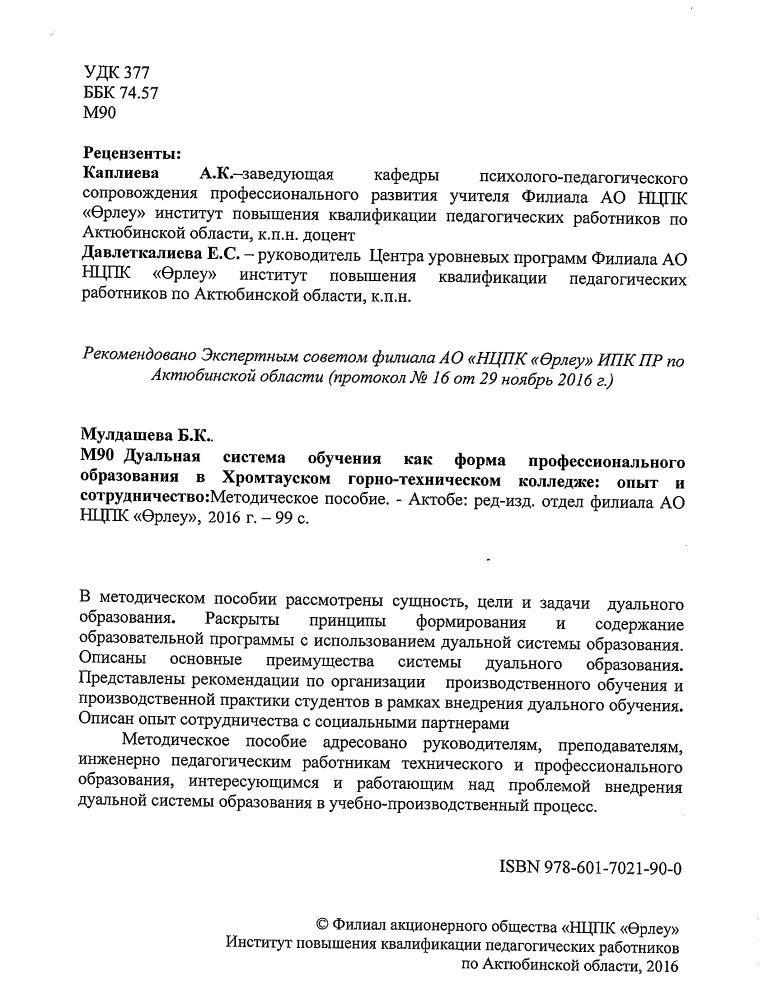 УДК 377
ББК 74.57
М90
Рецензенты:
Каплиева А.К.–заведующая кафедры психолого-педагогического
сопровождения профессионального развития учителя Филиала АО НЦПК
«Өрлеу» институт повышения квалификации педагогических работников по
Актюбинской области, к.п.н. доцент
Давлеткалиева Е.С. – руководитель Центра уровневых программ Филиала АО
НЦПК «Өрлеу» институт повышения квалификации педагогических
работников по Актюбинской области, к.п.н.
Рекомендовано Экспертным советом филиала АО «НЦПК «Өрлеу» ИПК ПР по
Актюбинской области (протокол № 16 от 29 ноябрь 2016 г.)
Мулдашева Б.К..
М90 Дуальная система обучения как форма профессионального
образования в Хромтауском горно-техническом колледже: опыт и
сотрудничество:Методическое пособие. - Актобе: ред-изд. отдел филиала АО
НЦПК «Өрлеу», 2016 г. – 99 с.
В методическом пособии рассмотрены сущность, цели и задачи дуального
образования. Раскрыты принципы формирования и содержание
образовательной программы с использованием дуальной системы образования.
Описаны основные преимущества системы дуального образования.
Представлены рекомендации по организации производственного обучения и
производственной практики студентов в рамках внедрения дуального обучения.
Описан опыт сотрудничества с социальными партнерами
Методическое пособие адресовано руководителям, преподавателям,
инженерно педагогическим работникам технического и профессионального
образования, интересующимся и работающим над проблемой внедрения
дуальной системы образования в учебно-производственный процесс.
ISBN 978-601-7021-90-0
© Филиал акционерного общества «НЦПК «Өрлеу»
Институт повышения квалификации педагогических работников
по Актюбинской области, 2016